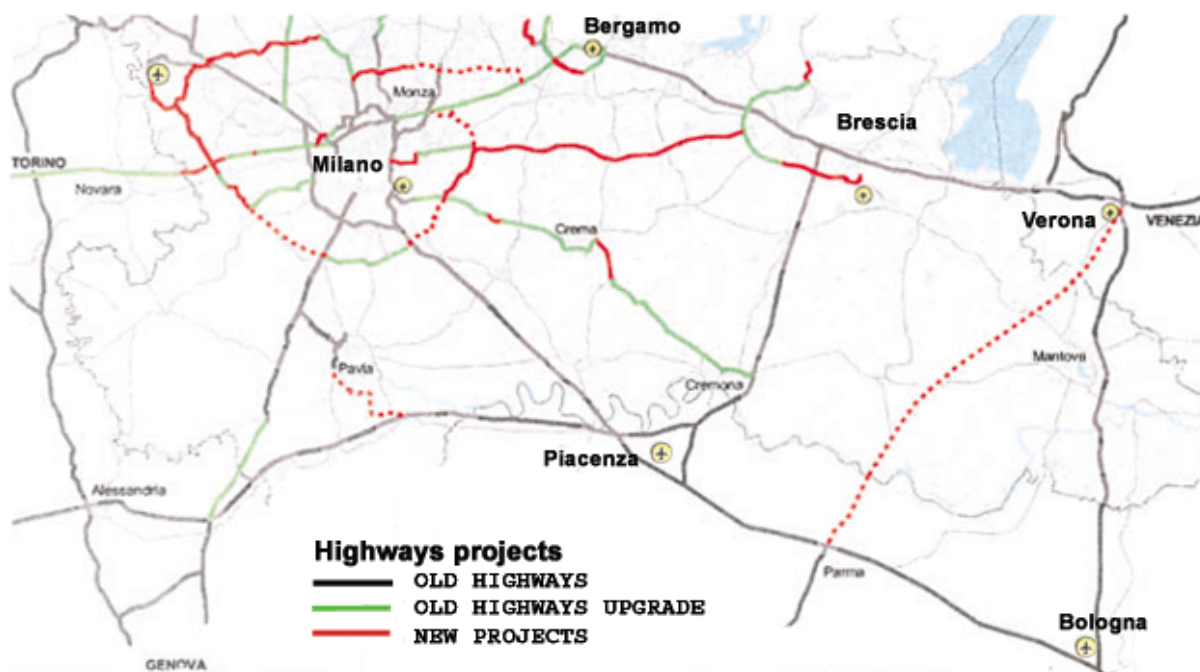 Bergamo
Monza
Brescia
TORINO
Milano
Novara
Verona
VENEZIA
Crema
Mantova
Pavia
Cremona
Piacenza
Alessandria
Highways projects
OLD HIGHWAYS
OLD HIGHWAYS UPGRADE
NEW PROJECTS
Parma
Bologna
GENOVA